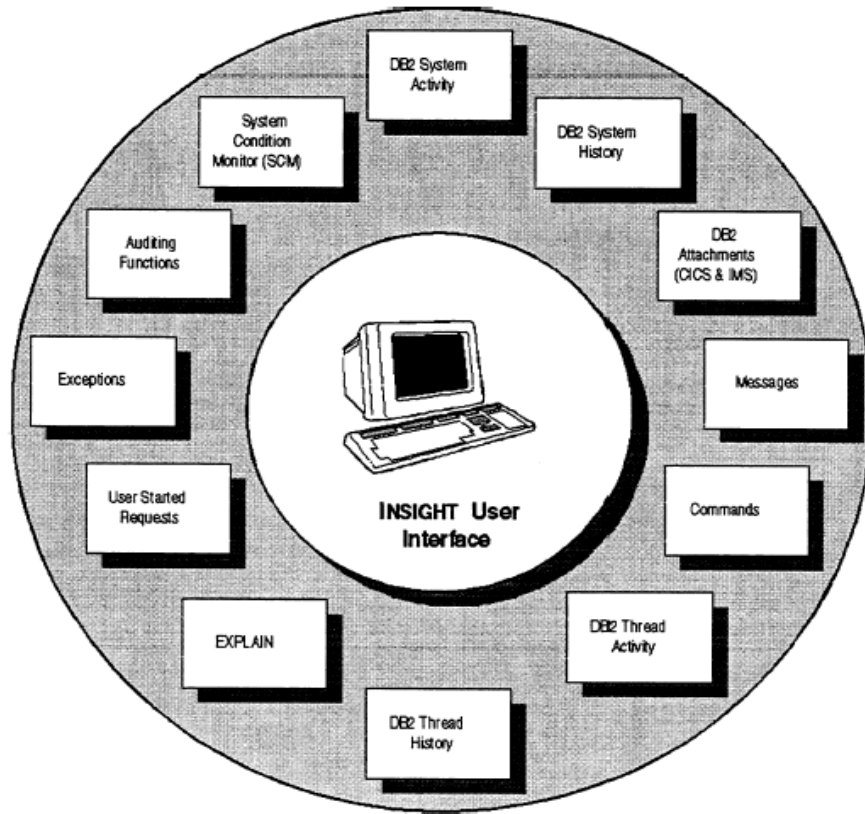 DB2 System
Activity
System
Condition
Monitor (SCM)
DB2 System
History
Auditing
Functions
DB2
Attachments
(CICS & IMS)
Exceptions
Messages
User Started
Requests
INSIGHT User
Interface
Commands
EXPLAIN
DB2 Thread
Activity
DB2 Thread
History